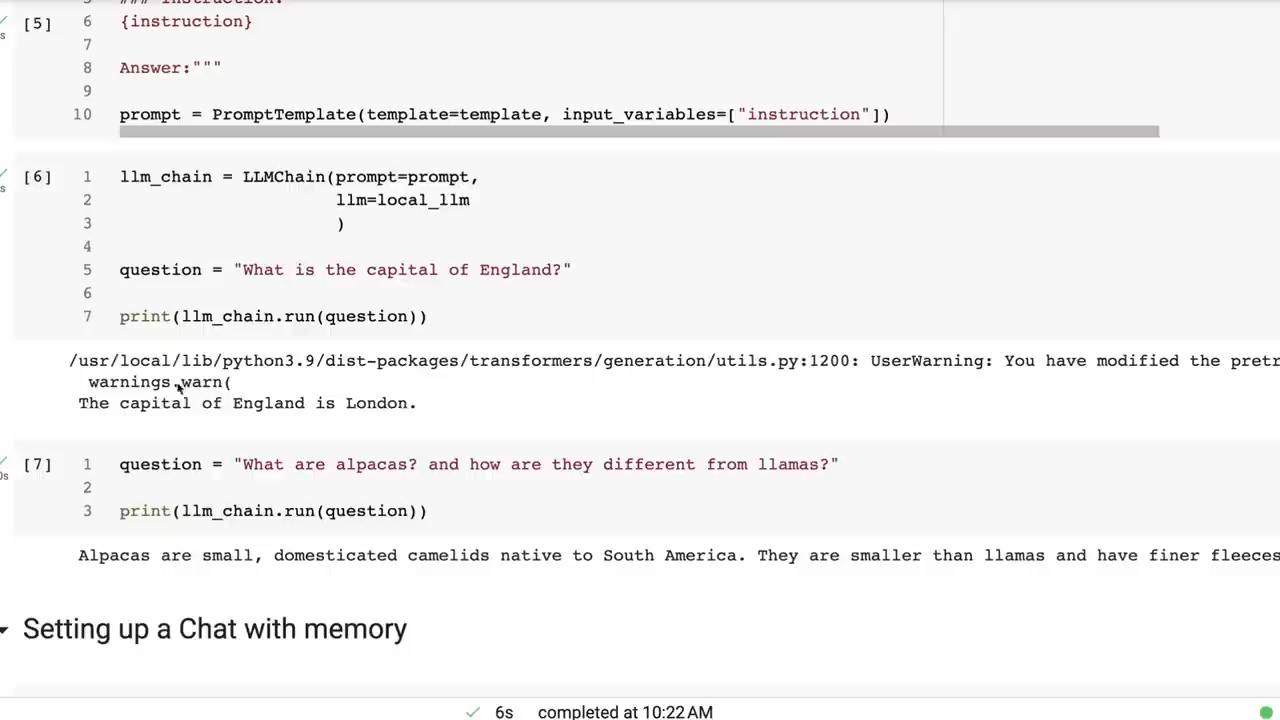 [5]
5 ### Instruction:
6 {instruction}
7
8 Answer:"""
9
10 prompt = PromptTemplate(template=template, input_variables=["instruction"])
[6]
1 llm_chain = LLMChain(prompt=prompt,
2 llm=local_llm
3 )
4
5 question = "What is the capital of England?"
6
7 print(llm_chain.run(question))
/usr/local/lib/python3.9/dist-packages/transformers/generation/utils.py:1200: UserWarning: You have modified the pretr
warnings.warn(
The capital of England is London.
[7]
1 question = "What are alpacas? and how are they different from llamas?"
2
3 print(llm_chain.run(question))
Alpacas are small, domesticated camelids native to South America. They are smaller than llamas and have finer fleeces
Setting up a Chat with memory
6s completed at 10:22 AM